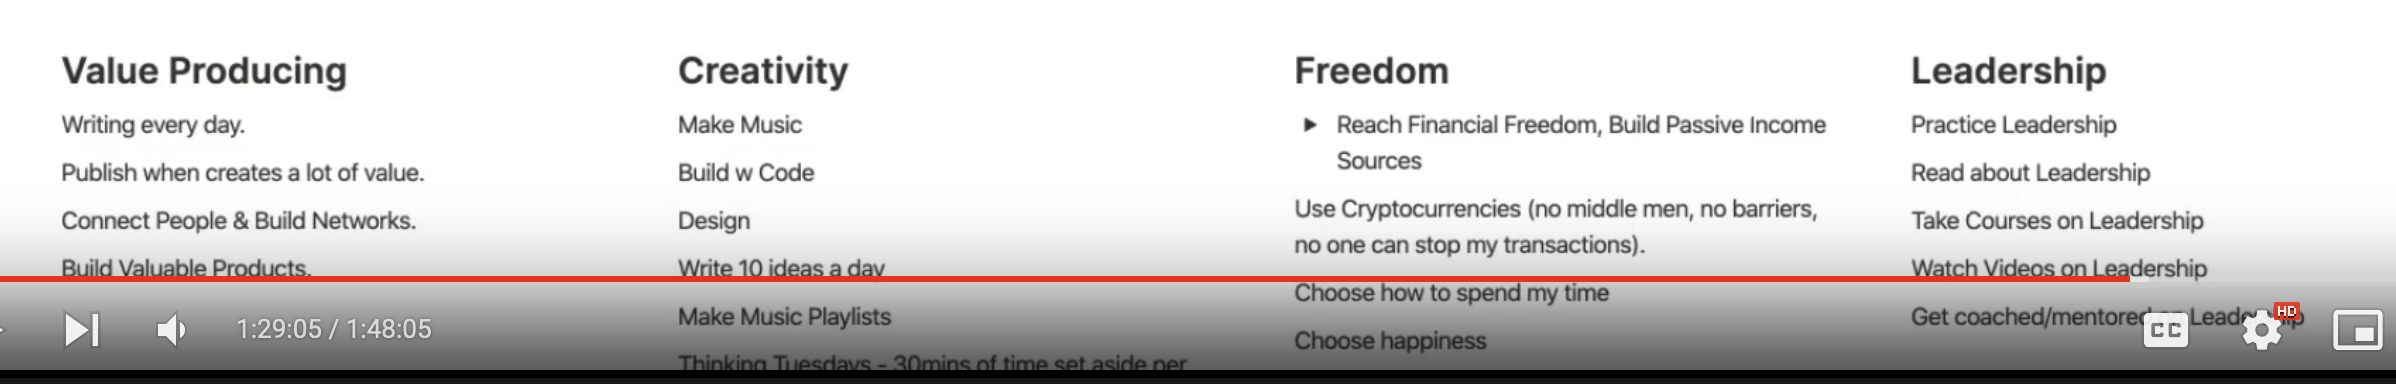 Value Producing
Writing every day.
Publish when creates a lot of value.
Connect People & Build Networks.
Build Valuable Products.
Creativity
Make Music
Build w Code
Design
Write 10 ideas a day
Make Music Playlists
Thinking Tuesdays - 30mins of time set aside per
Freedom
Reach Financial Freedom, Build Passive Income
Sources
Use Cryptocurrencies (no middle men, no barriers,
no one can stop my transactions).
Choose how to spend my time
Choose happiness
Leadership
Practice Leadership
Read about Leadership
Take Courses on Leadership
Watch Videos on Leadership
Get coached/mentored on Leadership
1:29:05 / 1:48:05
CC
HD